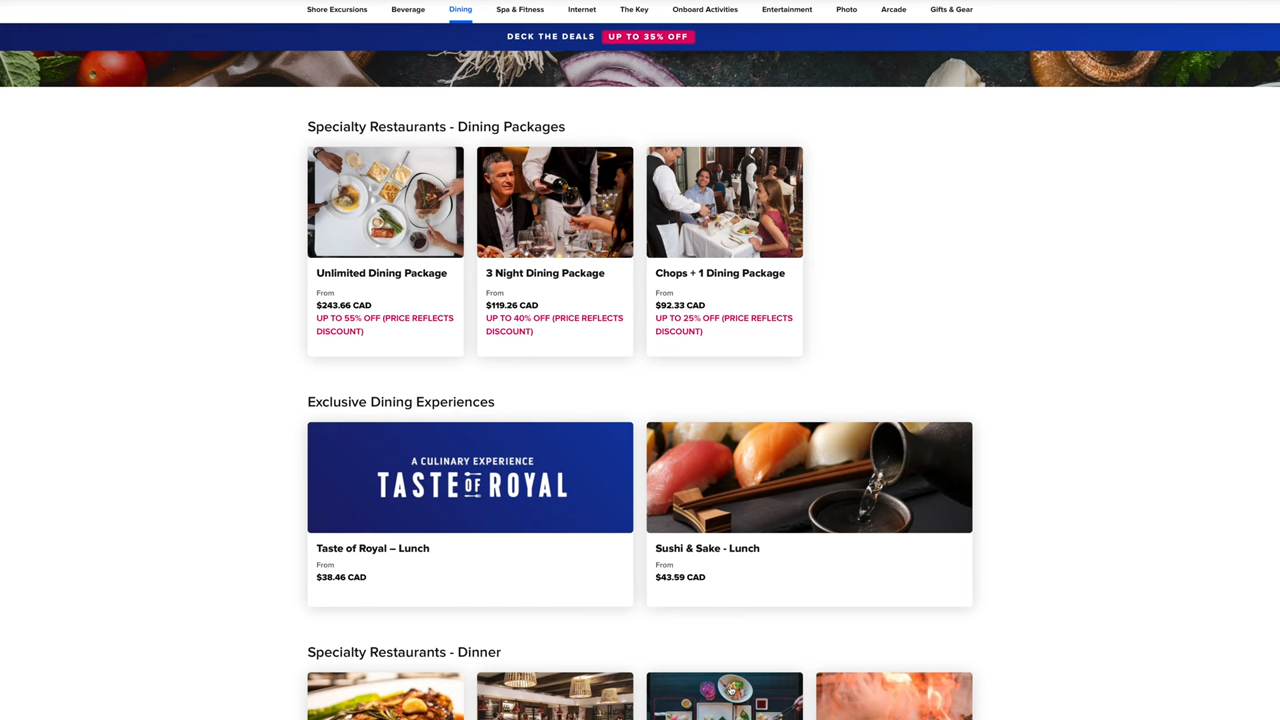 Shore Excursions Beverage Dining Spa & Fitness Internet The Key Onboard Activities Entertainment Photo Arcade Gifts & Gear
DECK THE DEALS UP TO 35% OFF
Specialty Restaurants - Dining Packages
Unlimited Dining Package
From
$243.66 CAD
UP TO 55% OFF (PRICE REFLECTS
DISCOUNT)
3 Night Dining Package
From
$119.26 CAD
UP TO 40% OFF (PRICE REFLECTS
DISCOUNT)
Chops + 1 Dining Package
From
$92.33 CAD
UP TO 25% OFF (PRICE REFLECTS
DISCOUNT)
Exclusive Dining Experiences
A CULINARY EXPERIENCE
TASTE OF ROYAL
Taste of Royal – Lunch
From
$38.46 CAD
Sushi & Sake - Lunch
From
$43.59 CAD
Specialty Restaurants - Dinner